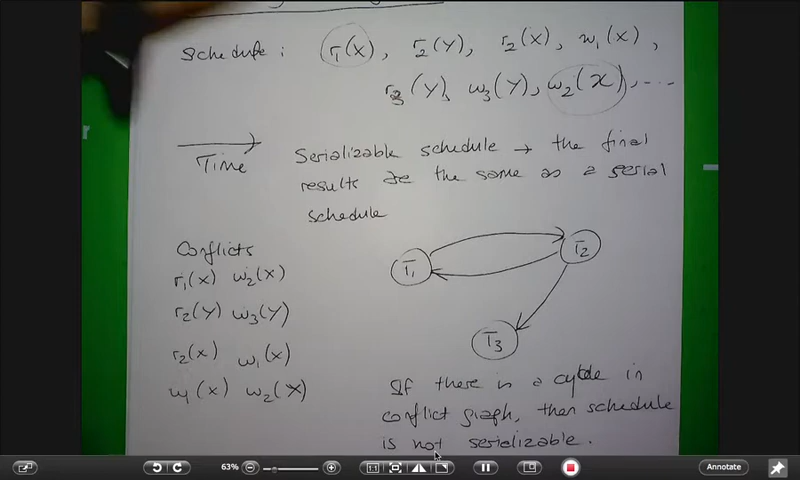 Schedule : r1(X), r2(Y), r2(X), w1(X),
r3(Y), w3(Y), w2(X), ....
Time
Serializable schedule → the final
results are the same as a serial
schedule
Conflicts
r1(X) w2(X)
r2(Y) w3(Y)
r2(X) w1(X)
w1(X) w2(X)
T1
T2
T3
If there is a cycle in
conflict graph, then schedule
is not serializable.
63%
1:1
Annotate